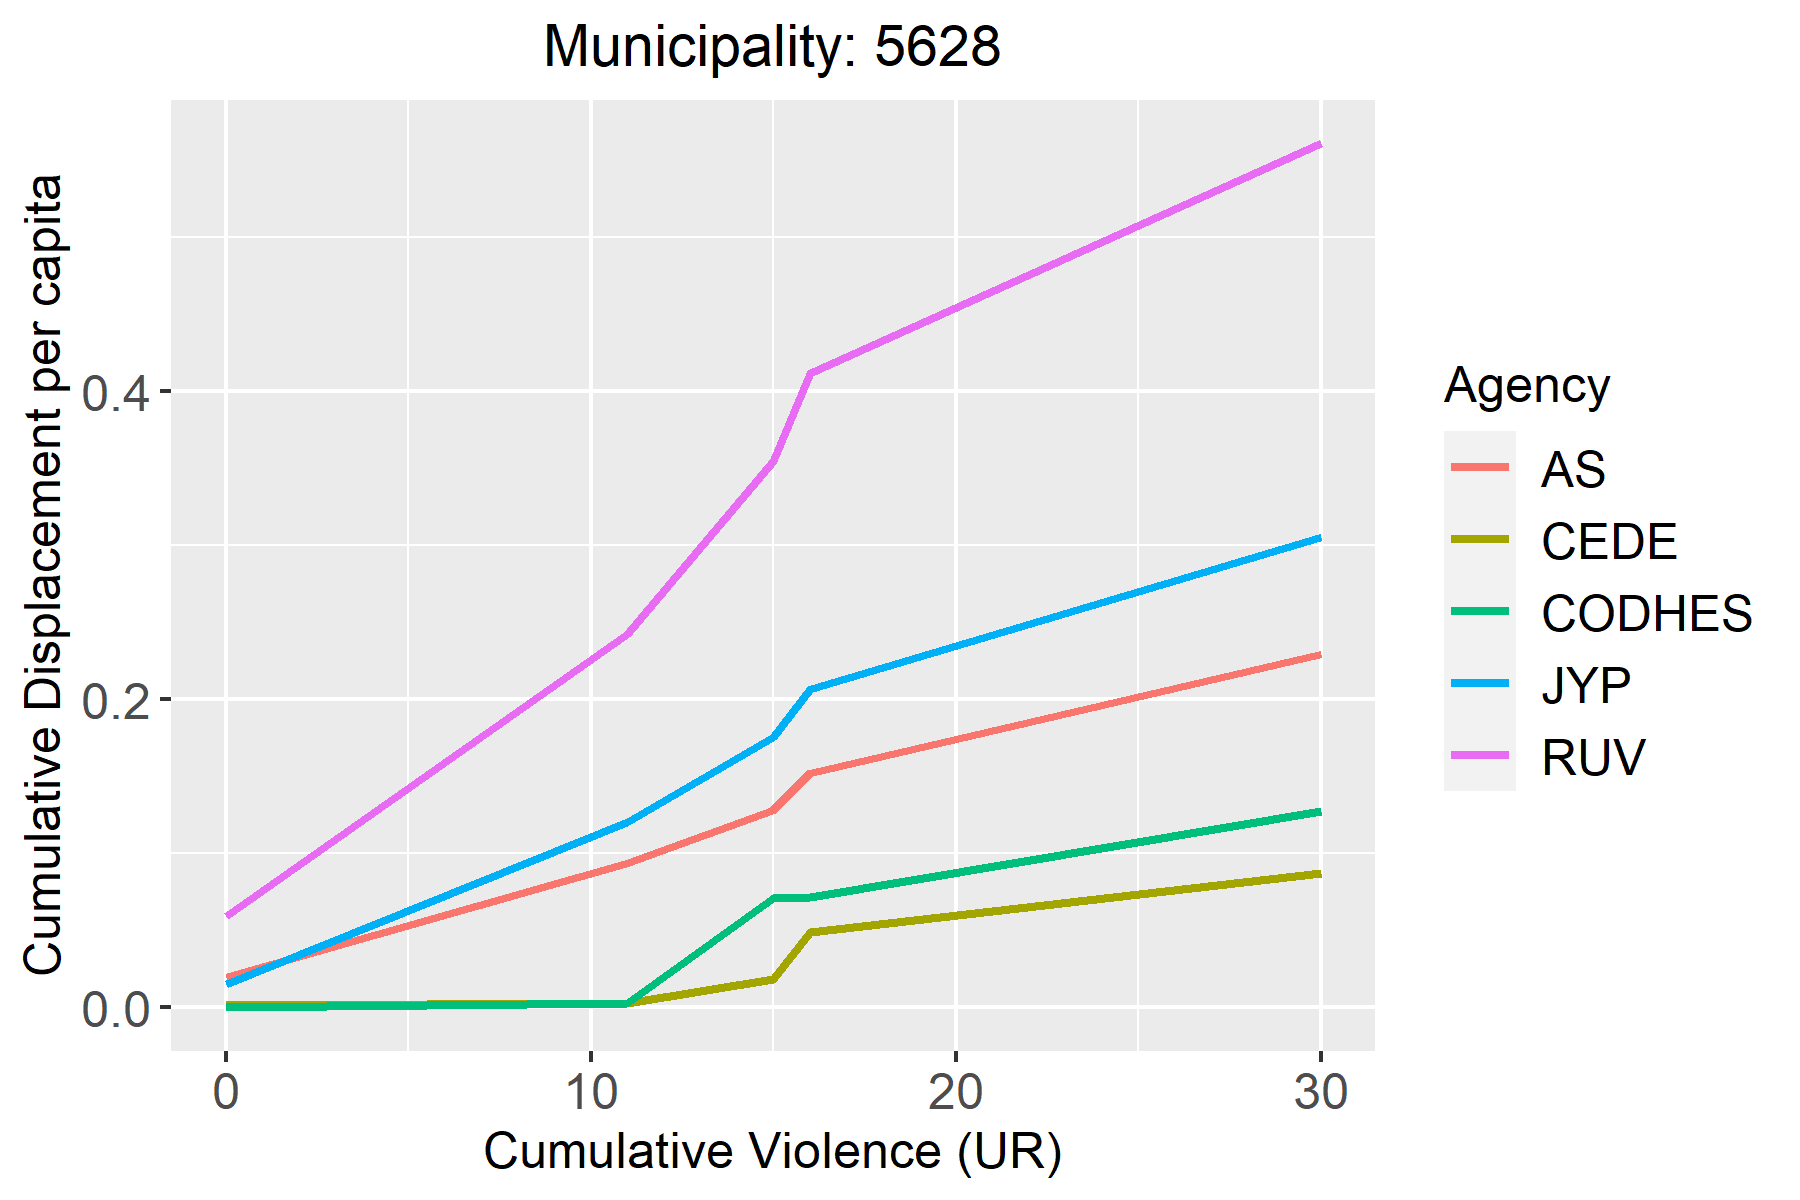 Municipality: 5628
Cumulative Displacement per capita
0.4
0.2
0.0
0
10
20
30
Cumulative Violence (UR)
Agency
AS
CEDE
CODHES
JYP
RUV